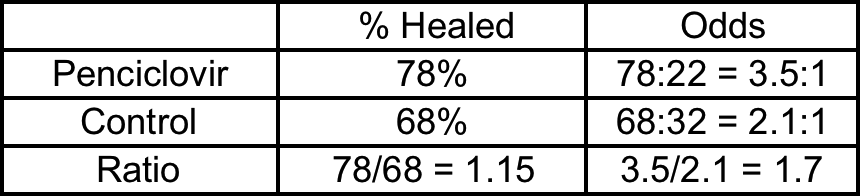 % Healed Odds
Penciclovir 78% 78:22 = 3.5:1
Control 68% 68:32 = 2.1:1
Ratio 78/68 = 1.15 3.5/2.1 = 1.7